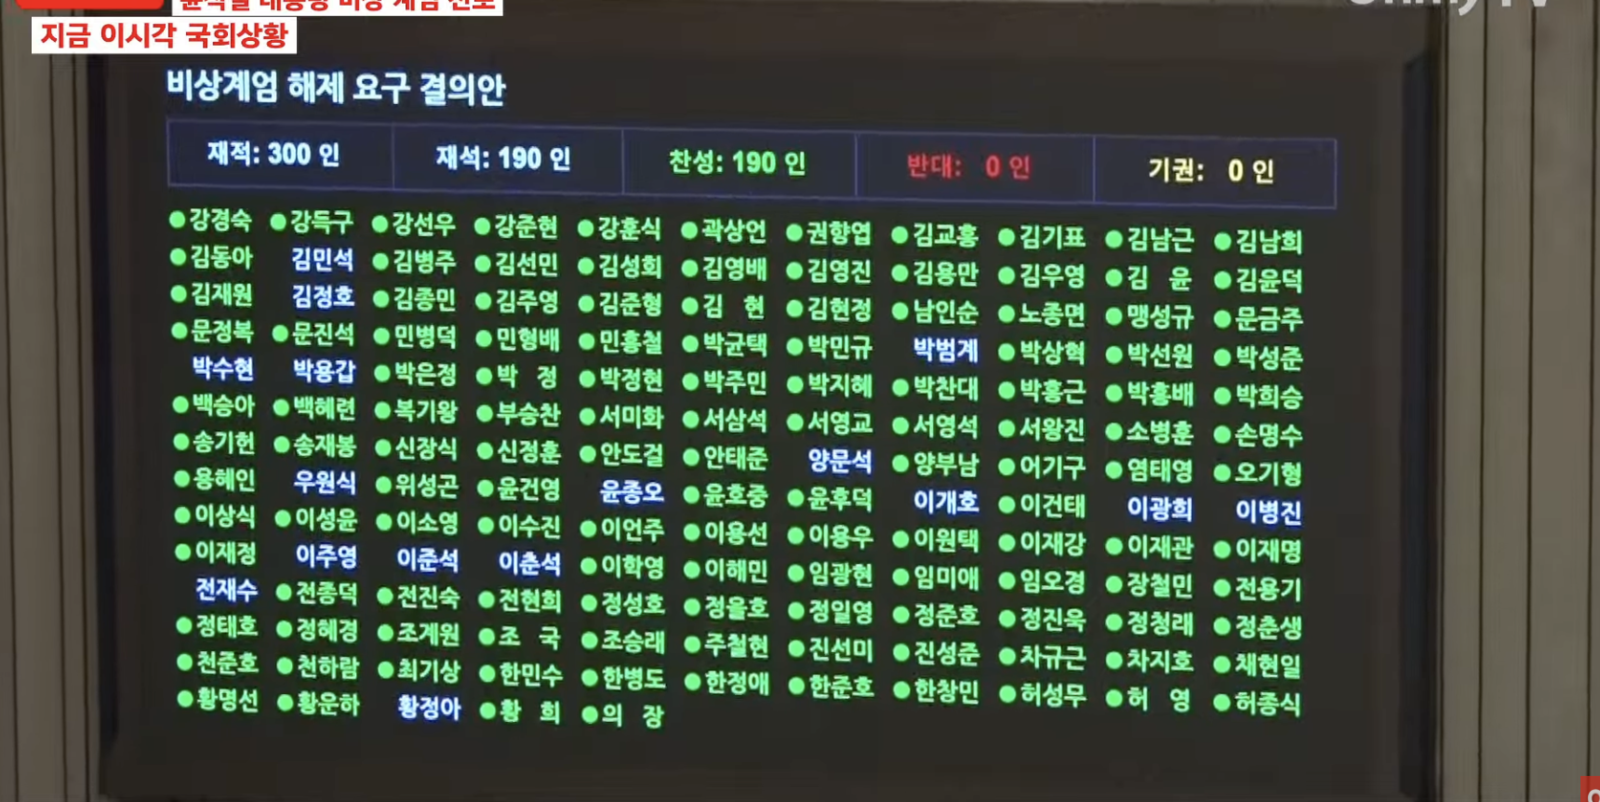 지금 이시각 국회상황
비상계엄 해제 요구 결의안
재적: 300 인 재석: 190 인 찬성: 190 인 반대: 0 인 기권: 0 인
강경숙 강득구 강선우 강준현 강훈식 곽상언 권향엽 김교흥 김기표 김남근 김남희
김동아 김민석 김병주 김선민 김성회 김영배 김영진 김용만 김우영 김 윤 김윤덕
김재원 김정호 김종민 김주영 김준형 김 현 김현정 남인순 노종면 맹성규 문금주
문정복 문진석 민병덕 민형배 민홍철 박균택 박민규 박범계 박상혁 박선원 박성준
박수현 박용갑 박은정 박 정 박정현 박주민 박지혜 박찬대 박홍근 박홍배 박희승
백승아 백혜련 복기왕 부승찬 서미화 서삼석 서영교 서영석 서왕진 소병훈 손명수
송기헌 송재봉 신장식 신정훈 안도걸 안태준 양문석 양부남 어기구 염태영 오기형
용혜인 우원식 위성곤 윤건영 윤종오 윤호중 윤후덕 이개호 이건태 이광희 이병진
이상식 이성윤 이소영 이수진 이언주 이용선 이용우 이원택 이재강 이재관 이재명
이재정 이주영 이준석 이춘석 이학영 이해민 임광현 임미애 임오경 장철민 전용기
전재수 전종덕 전진숙 전현희 정성호 정을호 정일영 정준호 정진욱 정청래 정춘생
정태호 정혜경 조계원 조 국 조승래 주철현 진선미 진성준 차규근 차지호 채현일
천준호 천하람 최기상 한민수 한병도 한정애 한준호 한창민 허성무 허 영 허종식
황명선 황운하 황정아 황 희 의 장